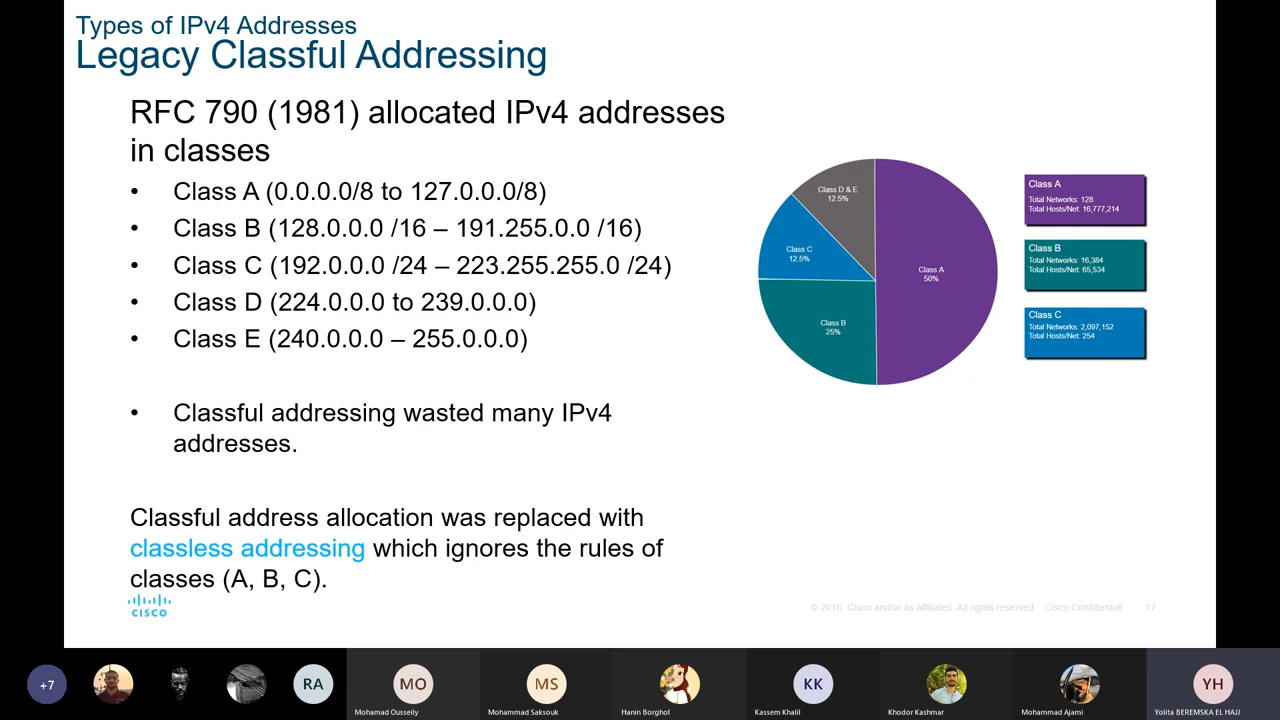 Types of IPv4 Addresses
Legacy Classful Addressing
RFC 790 (1981) allocated IPv4 addresses
in classes
• Class A (0.0.0.0/8 to 127.0.0.0/8)
• Class B (128.0.0.0 /16 – 191.255.0.0 /16)
• Class C (192.0.0.0 /24 – 223.255.255.0 /24)
• Class D (224.0.0.0 to 239.0.0.0)
• Class E (240.0.0.0 – 255.0.0.0)
• Classful addressing wasted many IPv4
addresses.
Classful address allocation was replaced with
classless addressing which ignores the rules of
classes (A, B, C).
Class D & E
12.5%
Class C
12.5%
Class A
50%
Class B
25%
Class A
Total Networks: 128
Total Hosts/Net: 16,777,214
Class B
Total Networks: 16,384
Total Hosts/Net: 65,534
Class C
Total Networks: 2,097,152
Total Hosts/Net: 254
CISCO
© 2016 Cisco and/or its affiliates. All rights reserved. Cisco Confidential 17
+7
RA
MO
MS
KK
YH
Mohamad Ousseily
Mohammad Saksouk
Hanin Borghol
Kassem Khalil
Khodor Kashmar
Mohammad Ajami
Yolita BEREMSKA EL HAJJ